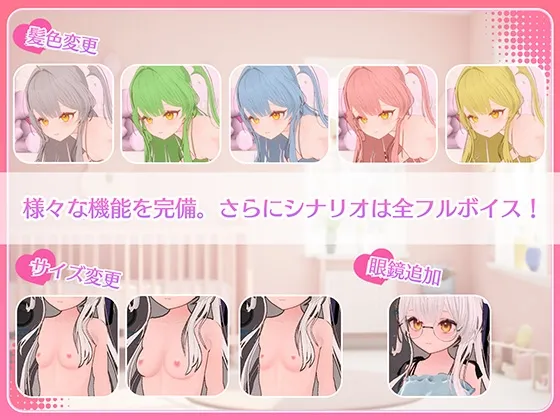 髪色変更
様々な機能を完備。さらにシナリオは全フルボイス！
サイズ変更
眼鏡追加